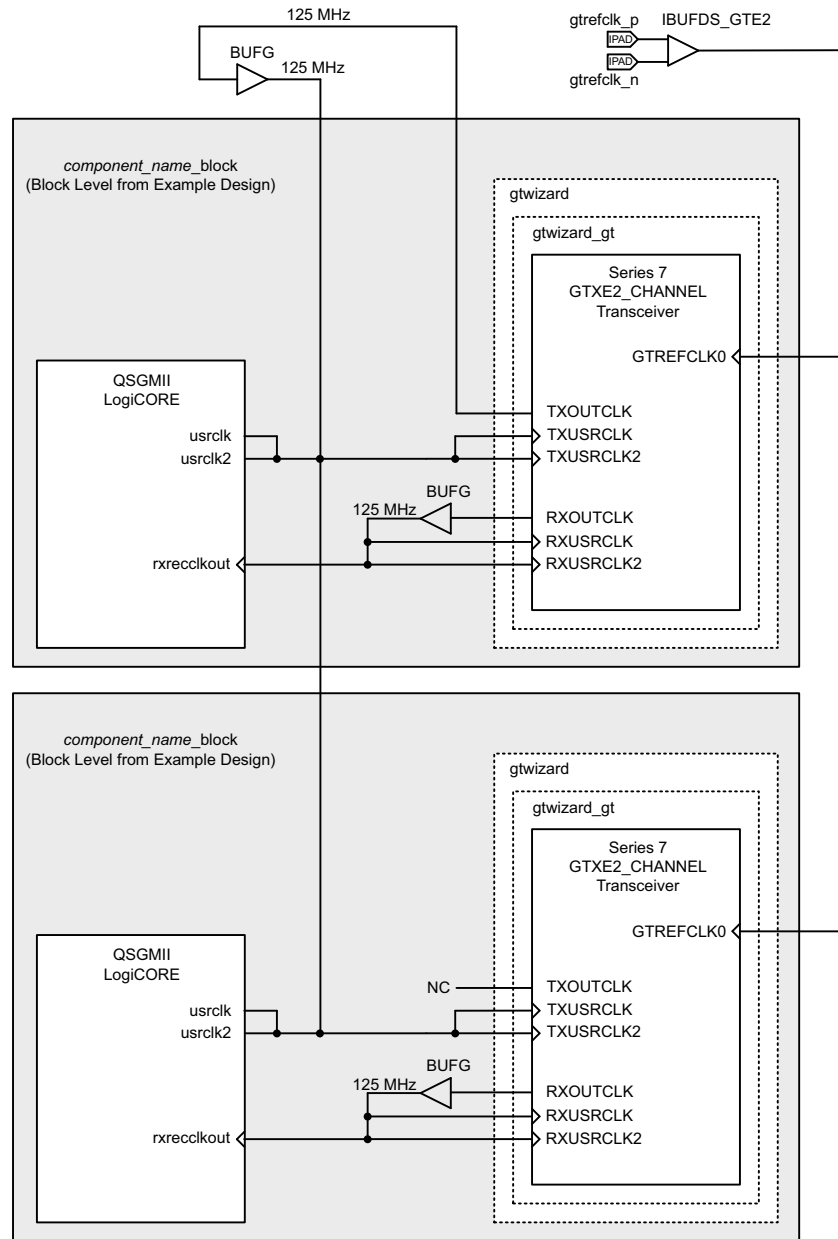 125 MHz
gtrefclk_p
IBUFDS_GTE2
BUFG
IPAD
125 MHz
IPAD
gtrefclk_n
component_name_block
(Block Level from Example Design)
gtwizard
gtwizard_gt
Series 7
GTXE2_CHANNEL
Transceiver
GTREFCLK0
QSGMII
LogiCORE
TXOUTCLK
usrclk
TXUSRCLK
usrclk2
TXUSRCLK2
BUFG
125 MHz
RXOUTCLK
RXUSRCLK
rxrecclkout
RXUSRCLK2
component_name_block
(Block Level from Example Design)
gtwizard
gtwizard_gt
Series 7
GTXE2_CHANNEL
Transceiver
GTREFCLK0
QSGMII
LogiCORE
NC
TXOUTCLK
usrclk
TXUSRCLK
usrclk2
TXUSRCLK2
BUFG
125 MHz
RXOUTCLK
RXUSRCLK
rxrecclkout
RXUSRCLK2